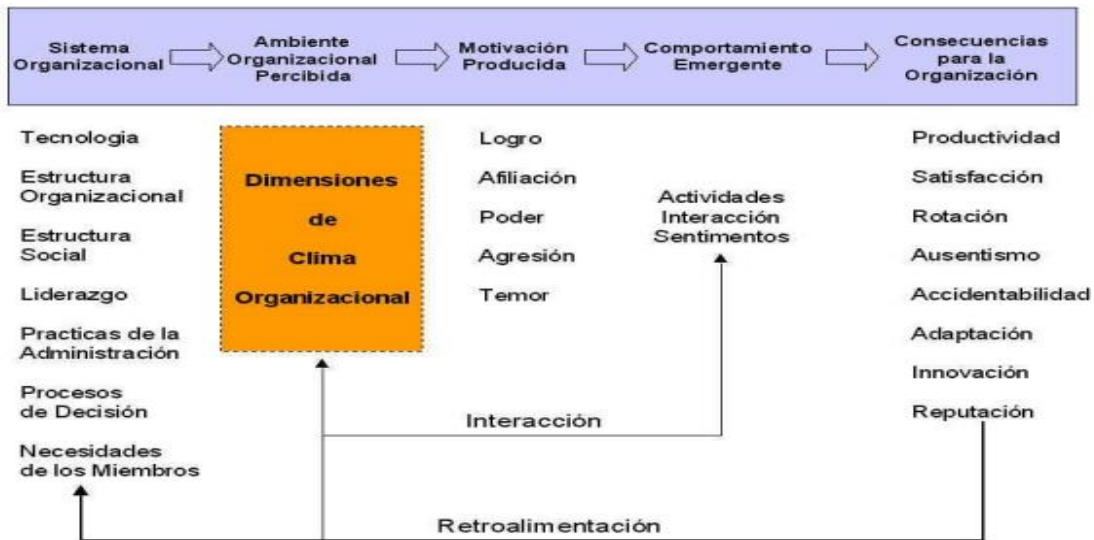 Sistema
Organizacional
Ambiente
Organizacional
Percibida
Motivación
Producida
Comportamiento
Emergente
Consecuencias
para la
Organización
Tecnologia
Estructura
Organizacional
Estructura
Social
Liderazgo
Practicas de la
Administración
Procesos
de Decisión
Necesidades
de los Miembros
Dimensiones
de
Clima
Organizacional
Logro
Afiliación
Poder
Agresión
Temor
Actividades
Interacción
Sentimentos
Productividad
Satisfacción
Rotación
Ausentismo
Accidentabilidad
Adaptación
Innovación
Reputación
Interacción
Retroalimentación